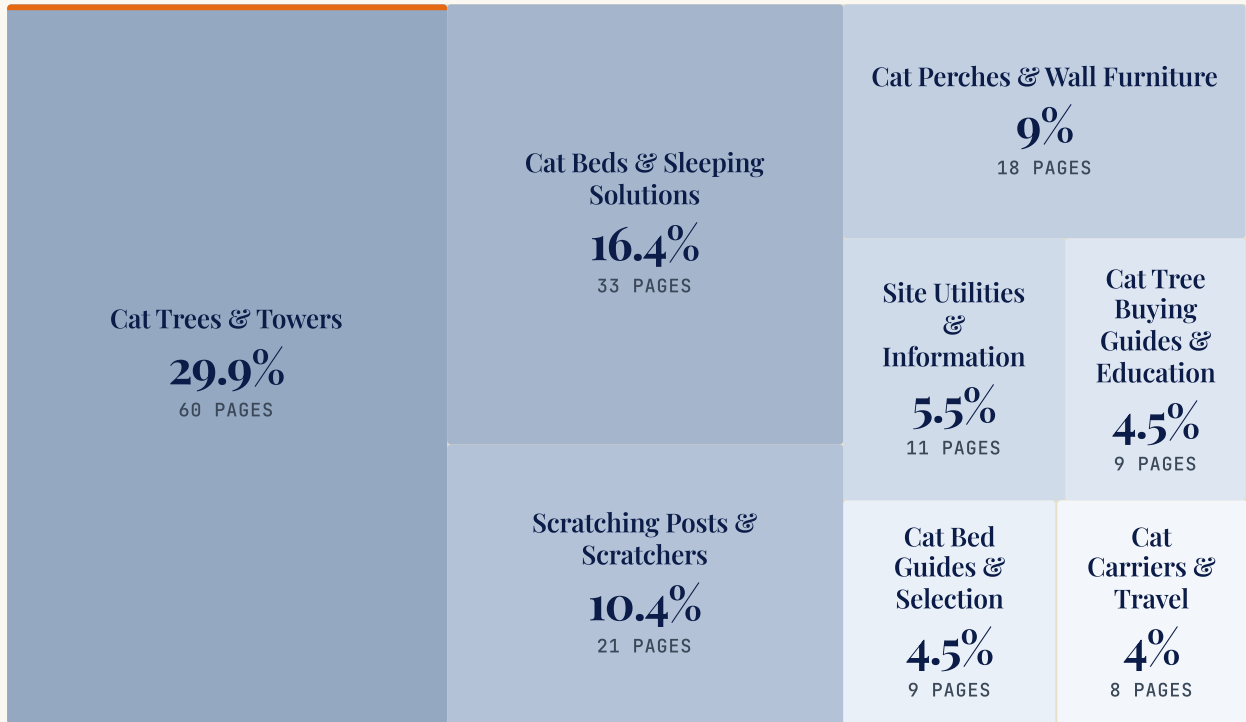 Cat Trees & Towers
29.9%
60 PAGES
Cat Beds & Sleeping
Solutions
16.4%
33 PAGES
Scratching Posts &
Scratchers
10.4%
21 PAGES
Cat Perches & Wall Furniture
9%
18 PAGES
Site Utilities
&
Information
5.5%
11 PAGES
Cat Tree
Buying
Guides &
Education
4.5%
9 PAGES
Cat Bed
Guides &
Selection
4.5%
9 PAGES
Cat
Carriers &
Travel
4%
8 PAGES